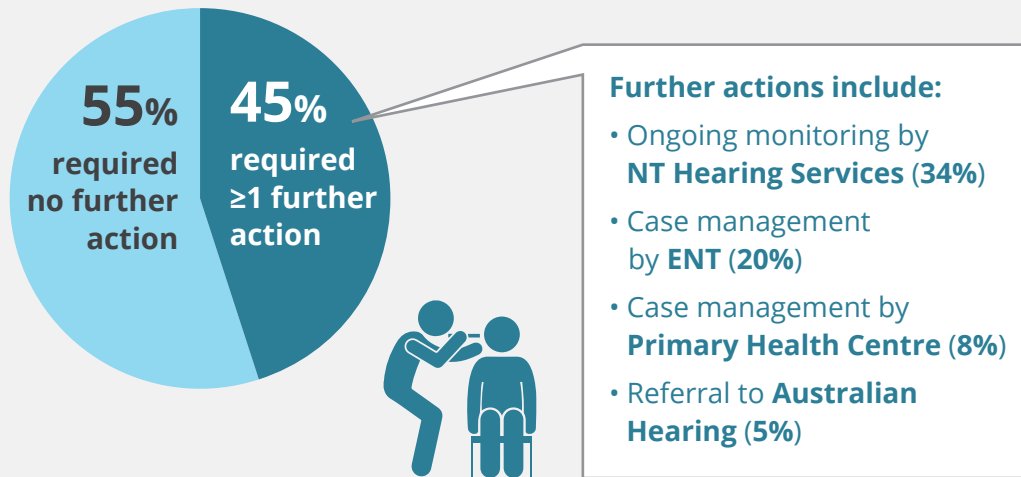 55%
required
no further
action
45%
required
≥1 further
action
Further actions include:
• Ongoing monitoring by
NT Hearing Services (34%)
• Case management
by ENT (20%)
• Case management by
Primary Health Centre (8%)
• Referral to Australian
Hearing (5%)